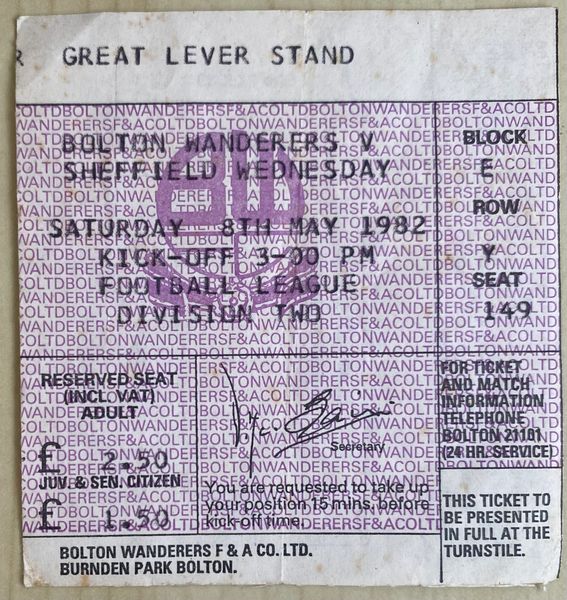 R GREAT LEVER STAND
BOLTON WANDERERS V
SHEFFIELD WEDNESDAY
SATURDAY 8TH MAY 1982
KICK-OFF 3-00 PM
FOOTBALL LEAGUE
DIVISION TWO
BLOCK
E
ROW
Y
SEAT
149
RESERVED SEAT
(INCL. VAT)
ADULT
£ 2.50
JUV. & SEN. CITIZEN
£ 1.50
Secretary
You are requested to take up
your position 15 mins. before
kick-off time.
FOR TICKET
AND MATCH
INFORMATION
TELEPHONE
BOLTON 21101
(24 HR. SERVICE)
THIS TICKET TO
BE PRESENTED
IN FULL AT THE
TURNSTILE.
BOLTON WANDERERS F & A CO. LTD.
BURNDEN PARK BOLTON.